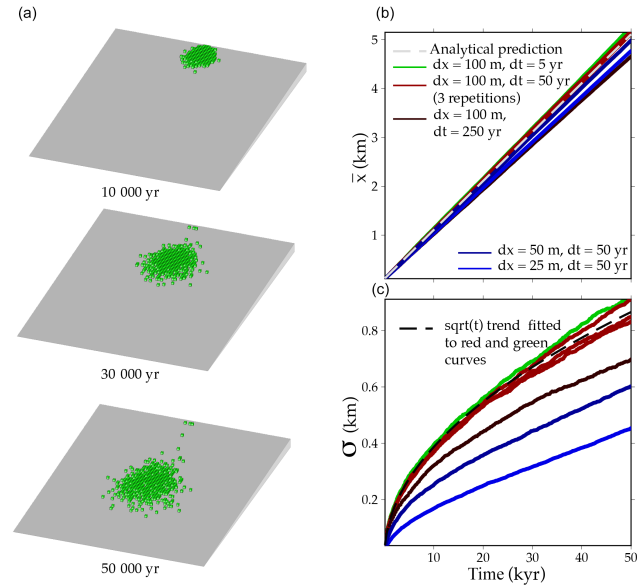 (a)
10 000 yr
30 000 yr
50 000 yr
(b)
5
4
3
2
1
x̄ (km)
Analytical prediction
dx = 100 m, dt = 5 yr
dx = 100 m, dt = 50 yr
(3 repetitions)
dx = 100 m,
dt = 250 yr
dx = 50 m, dt = 50 yr
dx = 25 m, dt = 50 yr
(c)
0.8
0.6
0.4
0.2
σ (km)
sqrt(t) trend fitted
to red and green
curves
10 20 30 40 50
Time (kyr)